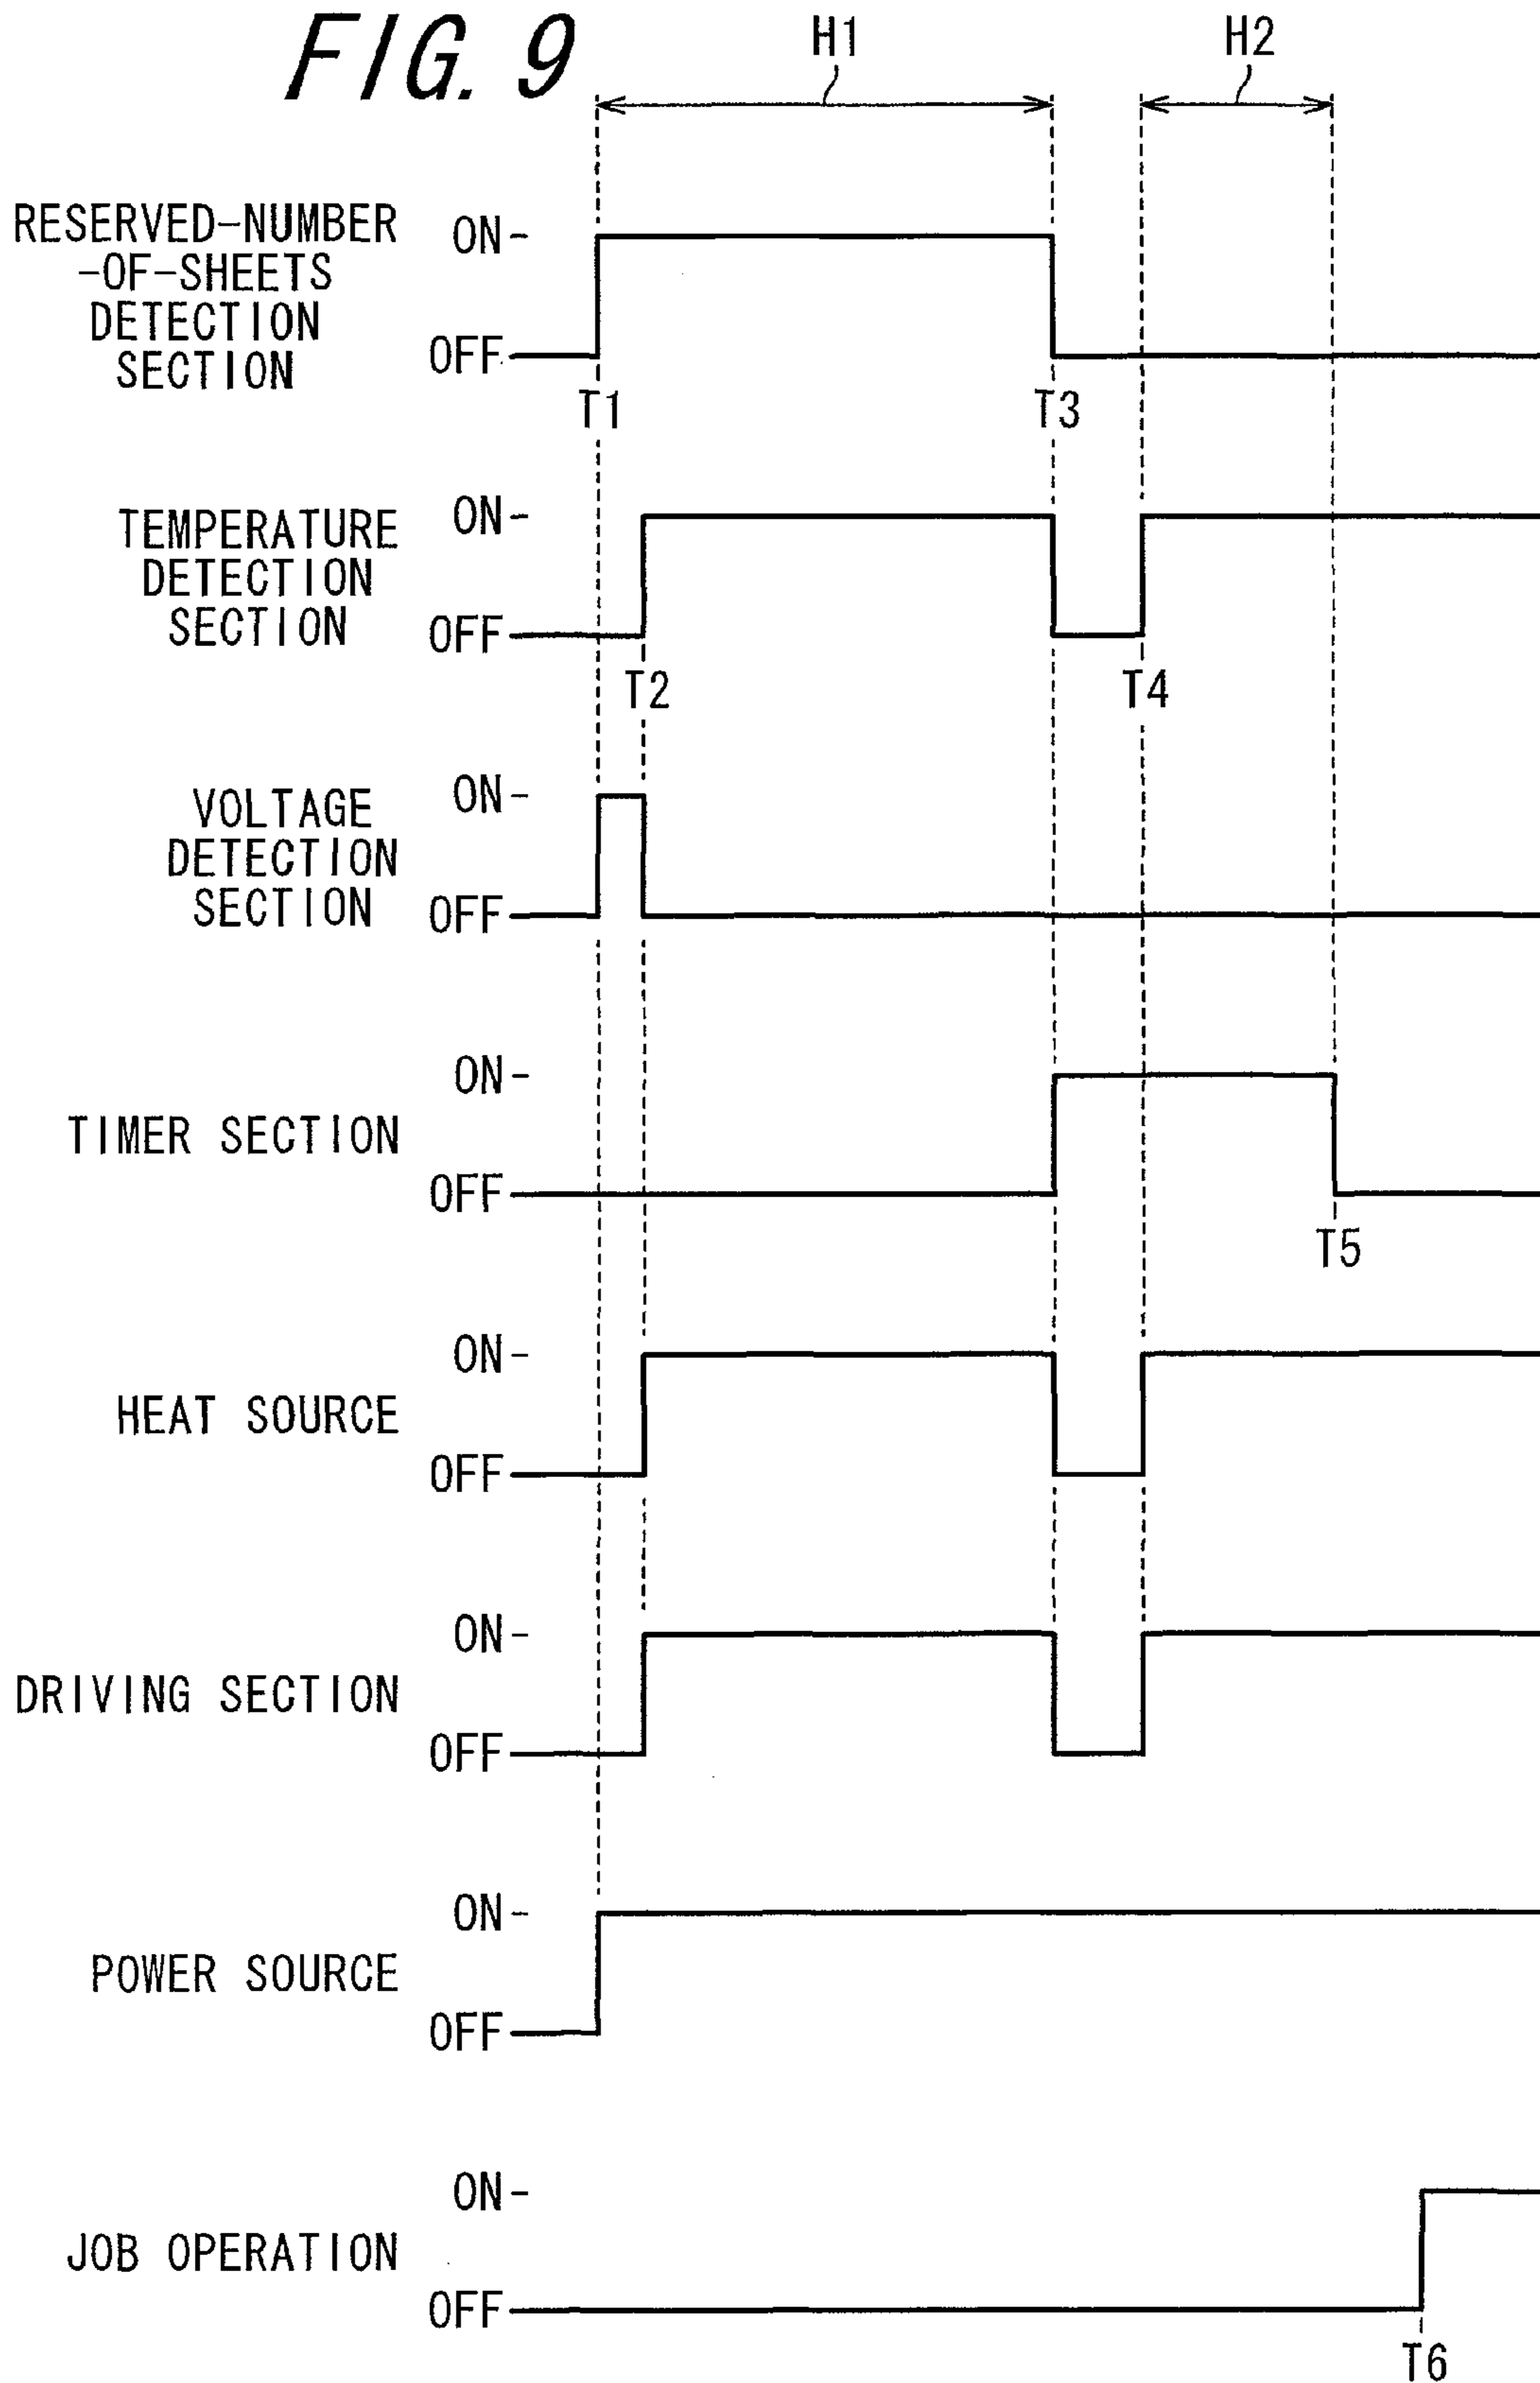 FIG. 9
H1
H2
RESERVED-NUMBER
-OF-SHEETS
DETECTION
SECTION
ON
OFF
T1
T3
TEMPERATURE
DETECTION
SECTION
ON
OFF
T2
T4
VOLTAGE
DETECTION
SECTION
ON
OFF
TIMER SECTION
ON
OFF
T5
HEAT SOURCE
ON
OFF
DRIVING SECTION
ON
OFF
POWER SOURCE
ON
OFF
JOB OPERATION
ON
OFF
T6